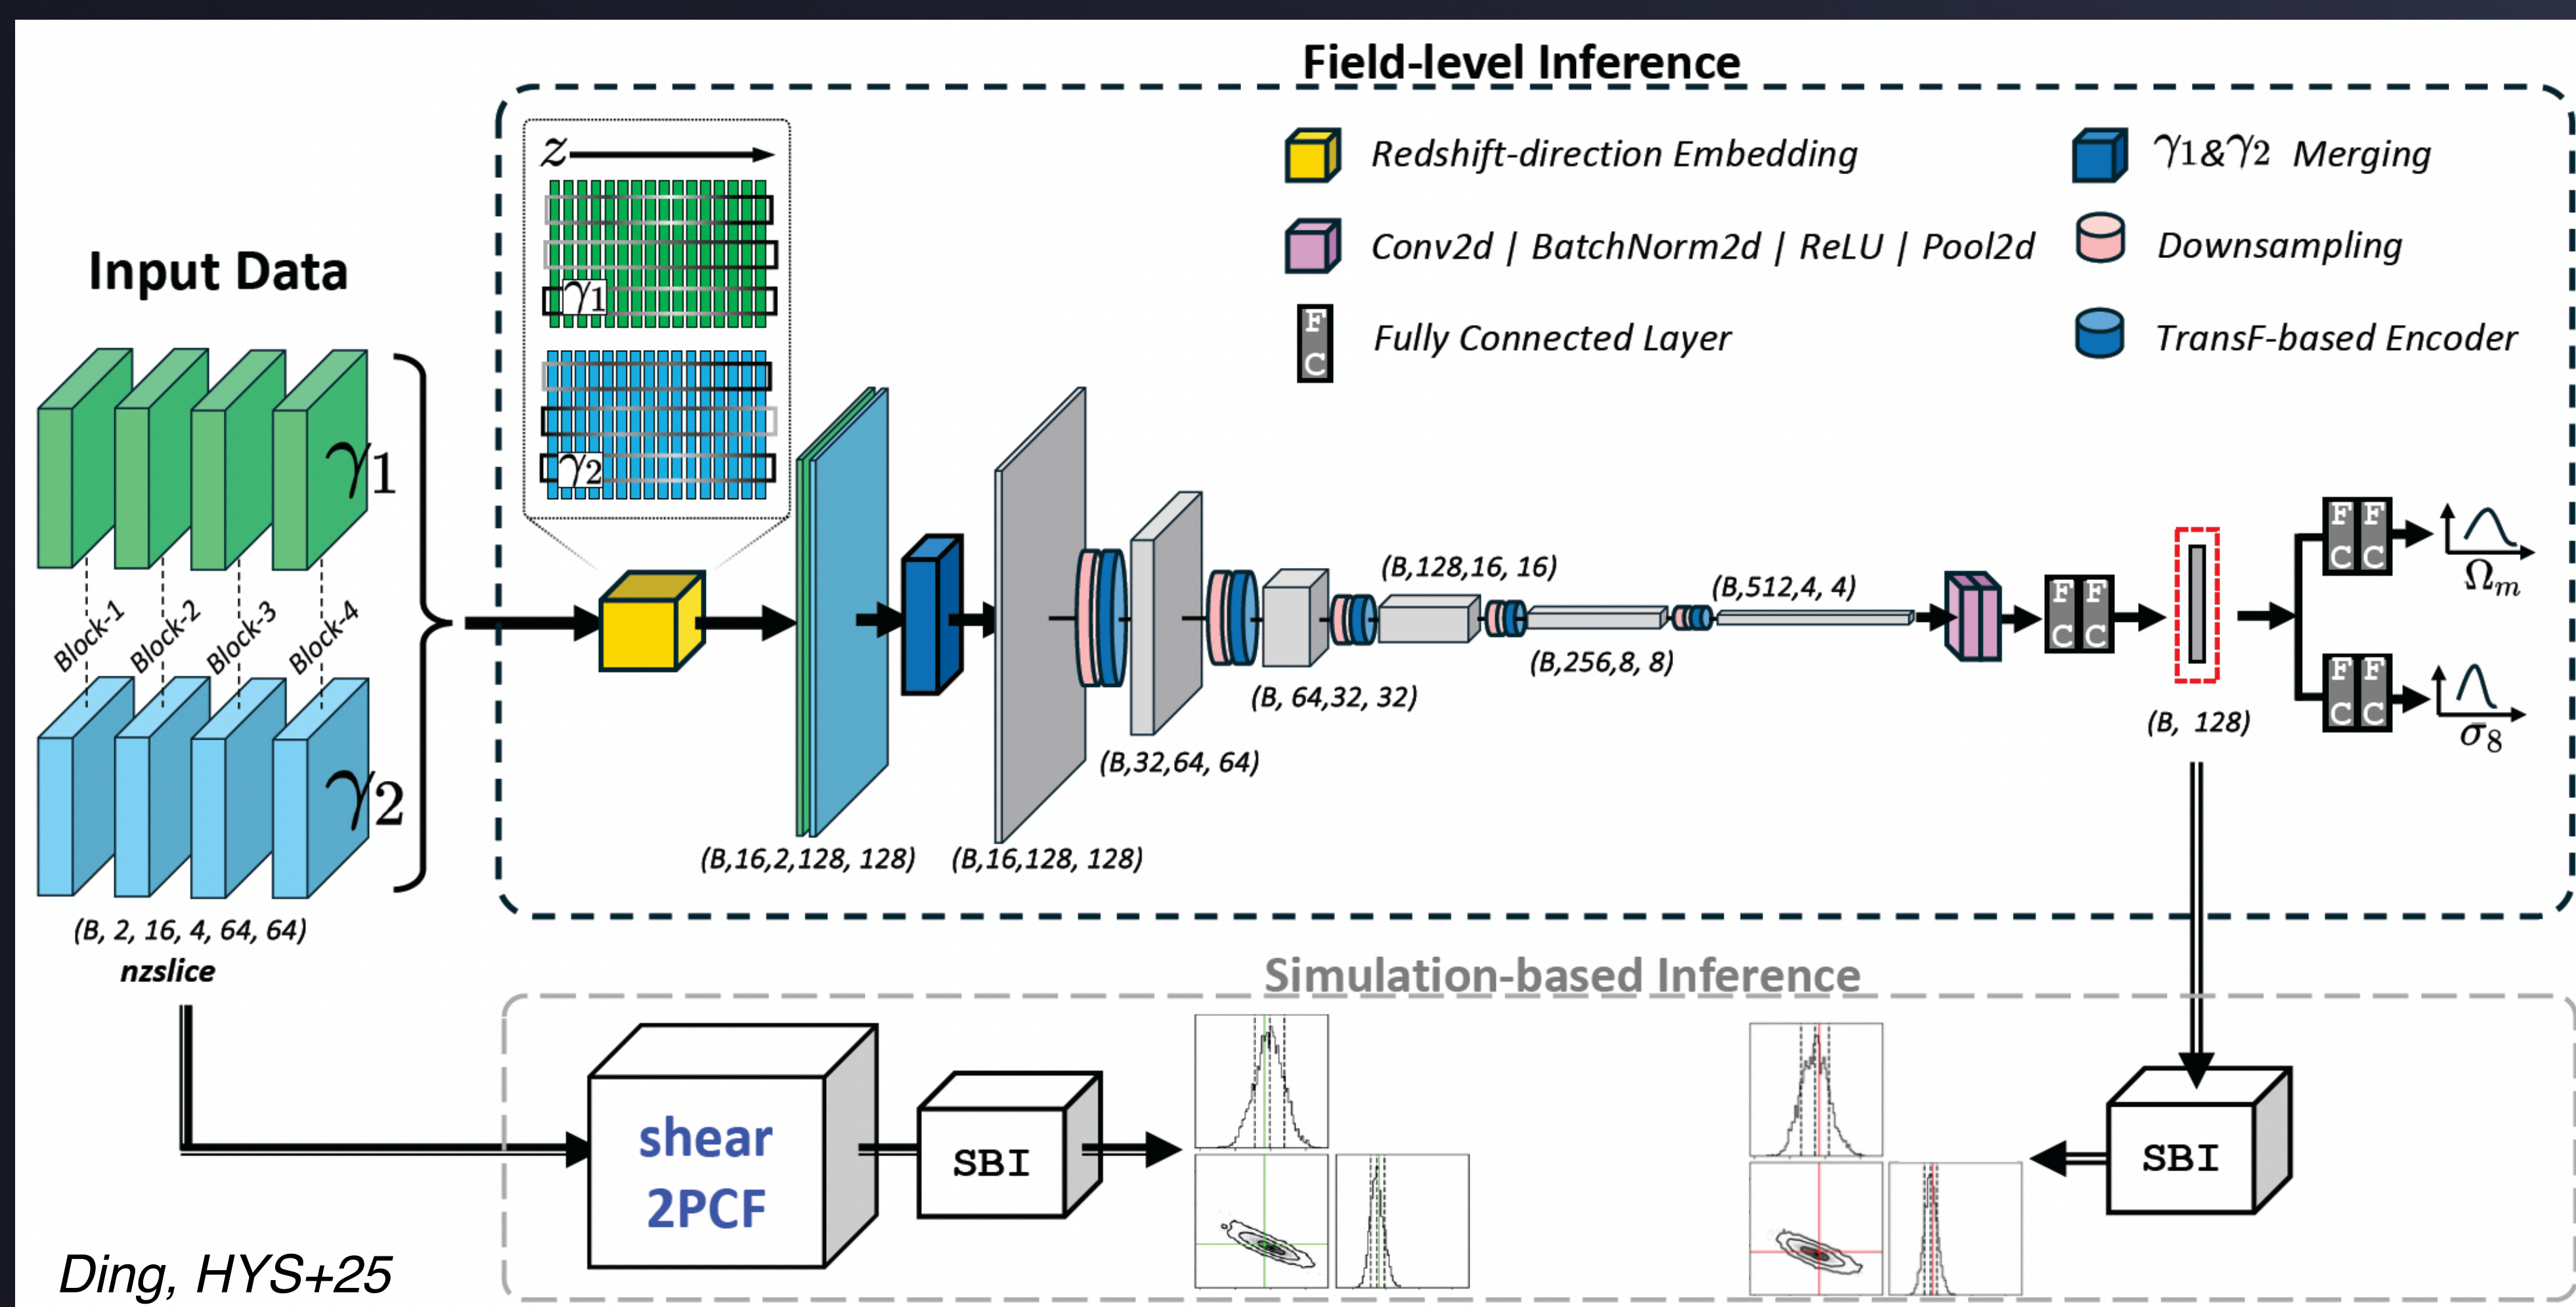 Field-level Inference
Redshift-direction Embedding
γ1&γ2 Merging
Conv2d | BatchNorm2d | ReLU | Pool2d
Downsampling
F
C
Fully Connected Layer
TransF-based Encoder
Input Data
γ1
Block-1
Block-2
Block-3
Block-4
γ2
(B, 2, 16, 4, 64, 64)
nzslice
z
γ1
γ2
(B,16,2,128, 128)
(B,16,128, 128)
(B,32,64, 64)
(B, 64,32, 32)
(B,128,16, 16)
(B,256,8, 8)
(B,512,4, 4)
F F
C C
(B, 128)
F F
C C
Ωm
F F
C C
σ8
Simulation-based Inference
shear
2PCF
SBI
SBI
Ding, HYS+25